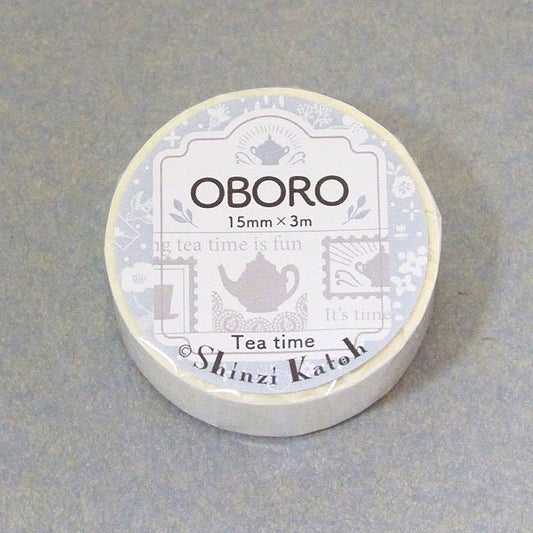 OBORO
15mm×3m
g tea time is fun
It's time
Tea time
©Shinzi Katoh